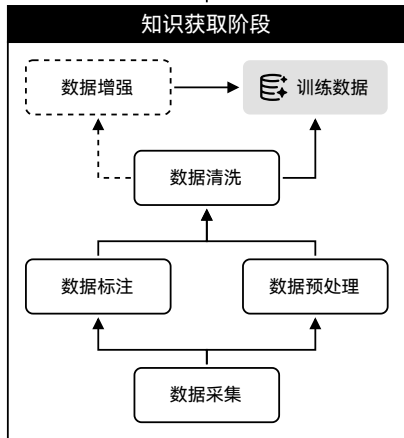 知识获取阶段
数据增强
训练数据
数据清洗
数据标注
数据预处理
数据采集